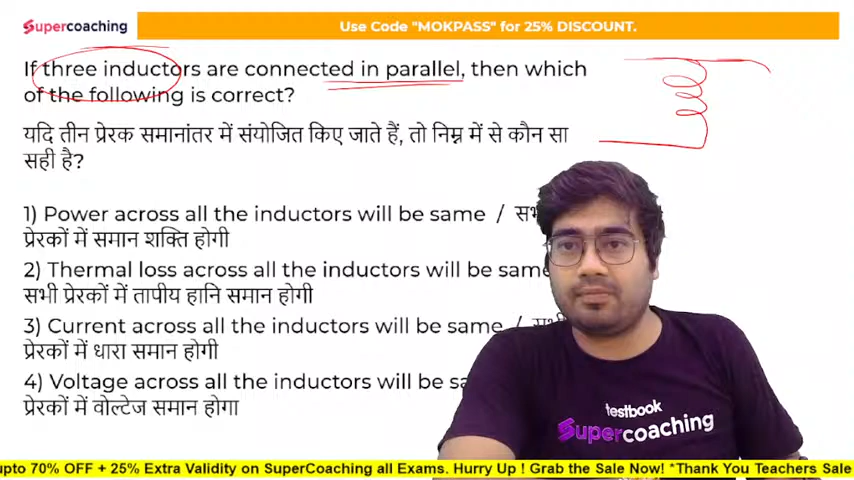 Supercoaching
Use Code "MOKPASS" for 25% DISCOUNT.
If three inductors are connected in parallel, then which
of the following is correct?
यदि तीन प्रेरक समानांतर में संयोजित किए जाते हैं, तो निम्न में से कौन सा
सही है?
1) Power across all the inductors will be same / सभी
प्रेरकों में समान शक्ति होगी
2) Thermal loss across all the inductors will be same
सभी प्रेरकों में तापीय हानि समान होगी
3) Current across all the inductors will be same / सभी
प्रेरकों में धारा समान होगी
4) Voltage across all the inductors will be
प्रेरकों में वोल्टेज समान होगा
testbook
Supercoaching
upto 70% OFF + 25% Extra Validity on SuperCoaching all Exams. Hurry Up ! Grab the Sale Now! *Thank You Teachers Sale